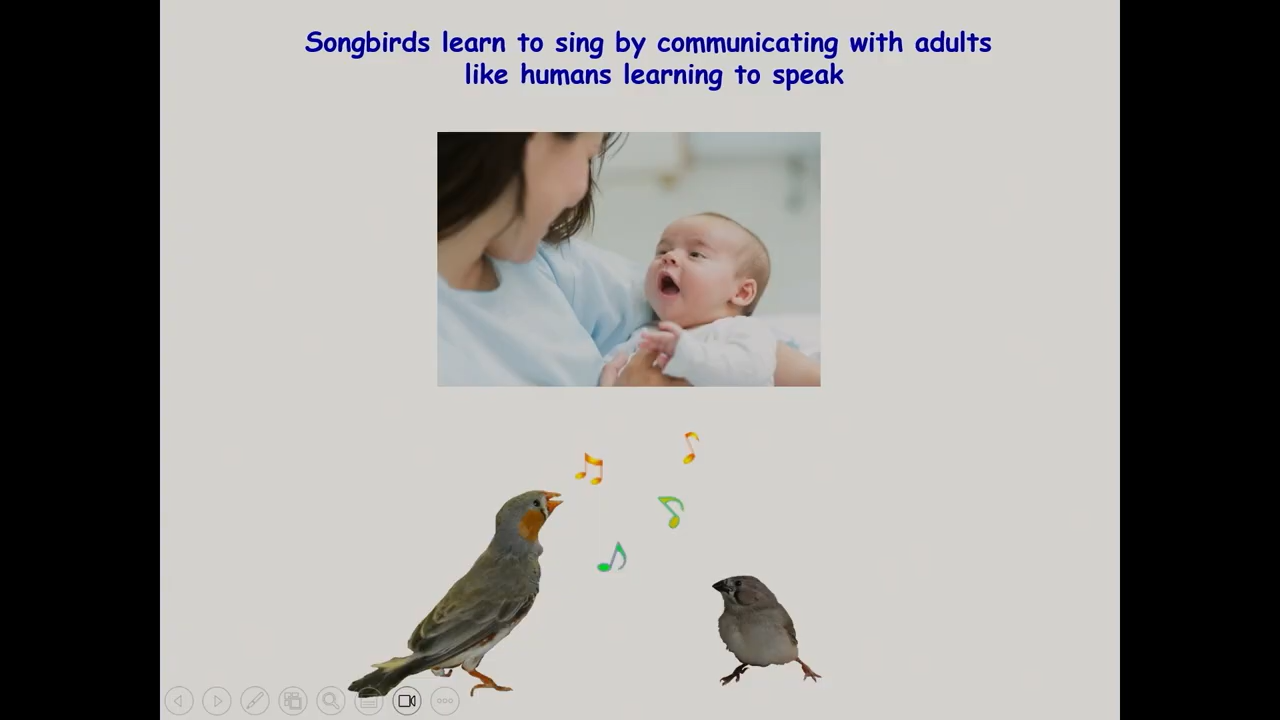 Songbirds learn to sing by communicating with adults
like humans learning to speak